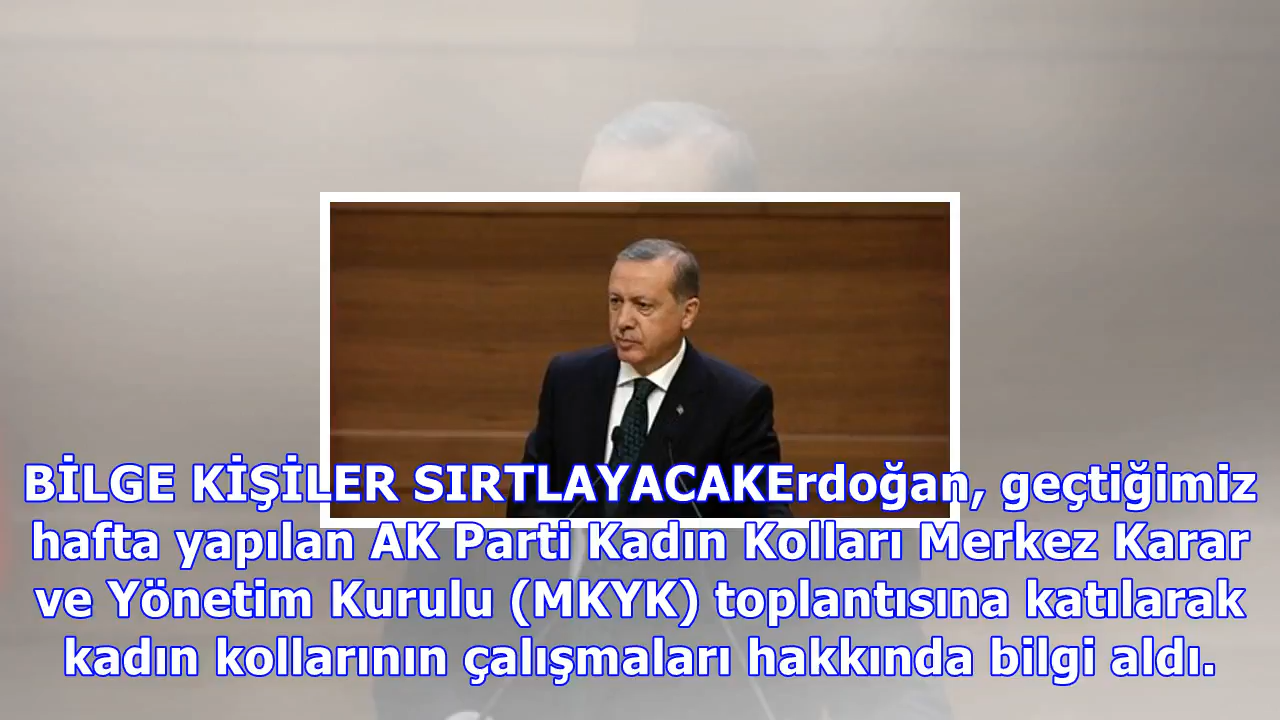 BİLGE KİŞİLER SIRTLAYACAKErdoğan, geçtiğimiz
hafta yapılan AK Parti Kadın Kolları Merkez Karar
ve Yönetim Kurulu (MKYK) toplantısına katılarak
kadın kollarının çalışmaları hakkında bilgi aldı.